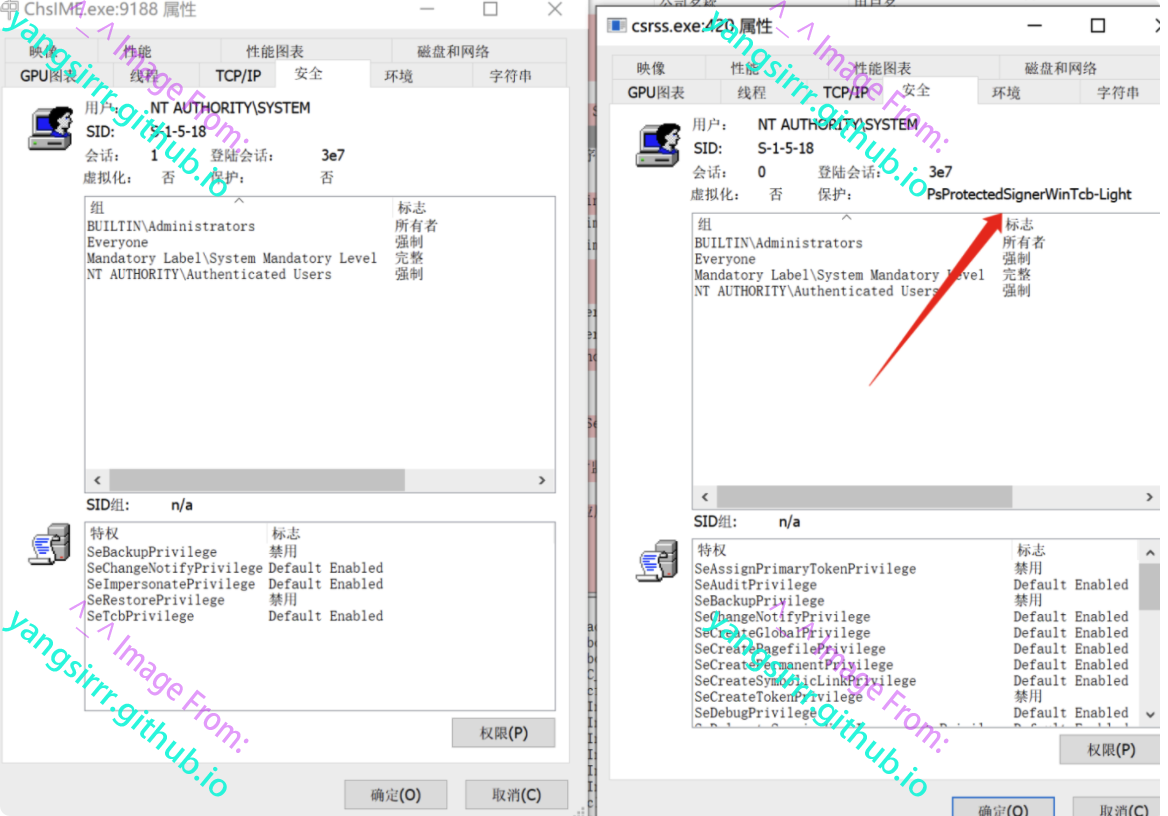 ChsIME.exe:9188 属性
映像 性能 性能图表 磁盘和网络
GPU图表 线程 TCP/IP 安全 环境 字符串
用户: NT AUTHORITY\SYSTEM
SID: S-1-5-18
会话: 1 登陆会话: 3e7
虚拟化: 否 保护: 否
组 标志
BUILTIN\Administrators 所有者
Everyone 强制
Mandatory Label\System Mandatory Level 完整
NT AUTHORITY\Authenticated Users 强制
SID组: n/a
特权 标志
SeBackupPrivilege 禁用
SeChangeNotifyPrivilege Default Enabled
SeImpersonatePrivilege Default Enabled
SeRestorePrivilege 禁用
SeTcbPrivilege Default Enabled
权限(P)
确定(O) 取消(C)
csrss.exe:420 属性
映像 性能 性能图表 磁盘和网络
GPU图表 线程 TCP/IP 安全 环境 字符串
用户: NT AUTHORITY\SYSTEM
SID: S-1-5-18
会话: 0 登陆会话: 3e7
虚拟化: 否 保护: PsProtectedSignerWinTcb-Light
组 标志
BUILTIN\Administrators 所有者
Everyone 强制
Mandatory Label\System Mandatory Level 完整
NT AUTHORITY\Authenticated Users 强制
SID组: n/a
特权 标志
SeAssignPrimaryTokenPrivilege 禁用
SeAuditPrivilege Default Enabled
SeBackupPrivilege 禁用
SeChangeNotifyPrivilege Default Enabled
SeCreateGlobalPrivilege Default Enabled
SeCreatePagefilePrivilege Default Enabled
SeCreatePermanentPrivilege Default Enabled
SeCreateSymbolicLinkPrivilege Default Enabled
SeCreateTokenPrivilege 禁用
SeDebugPrivilege Default Enabled
权限(P)
确定(O) 取消(C)
^_^ Image From:
yangsirrr.github.io
^_^ Image From:
yangsirrr.github.io
^_^ Image From:
yangsirrr.github.io
^_^ Image From:
yangsirrr.github.io